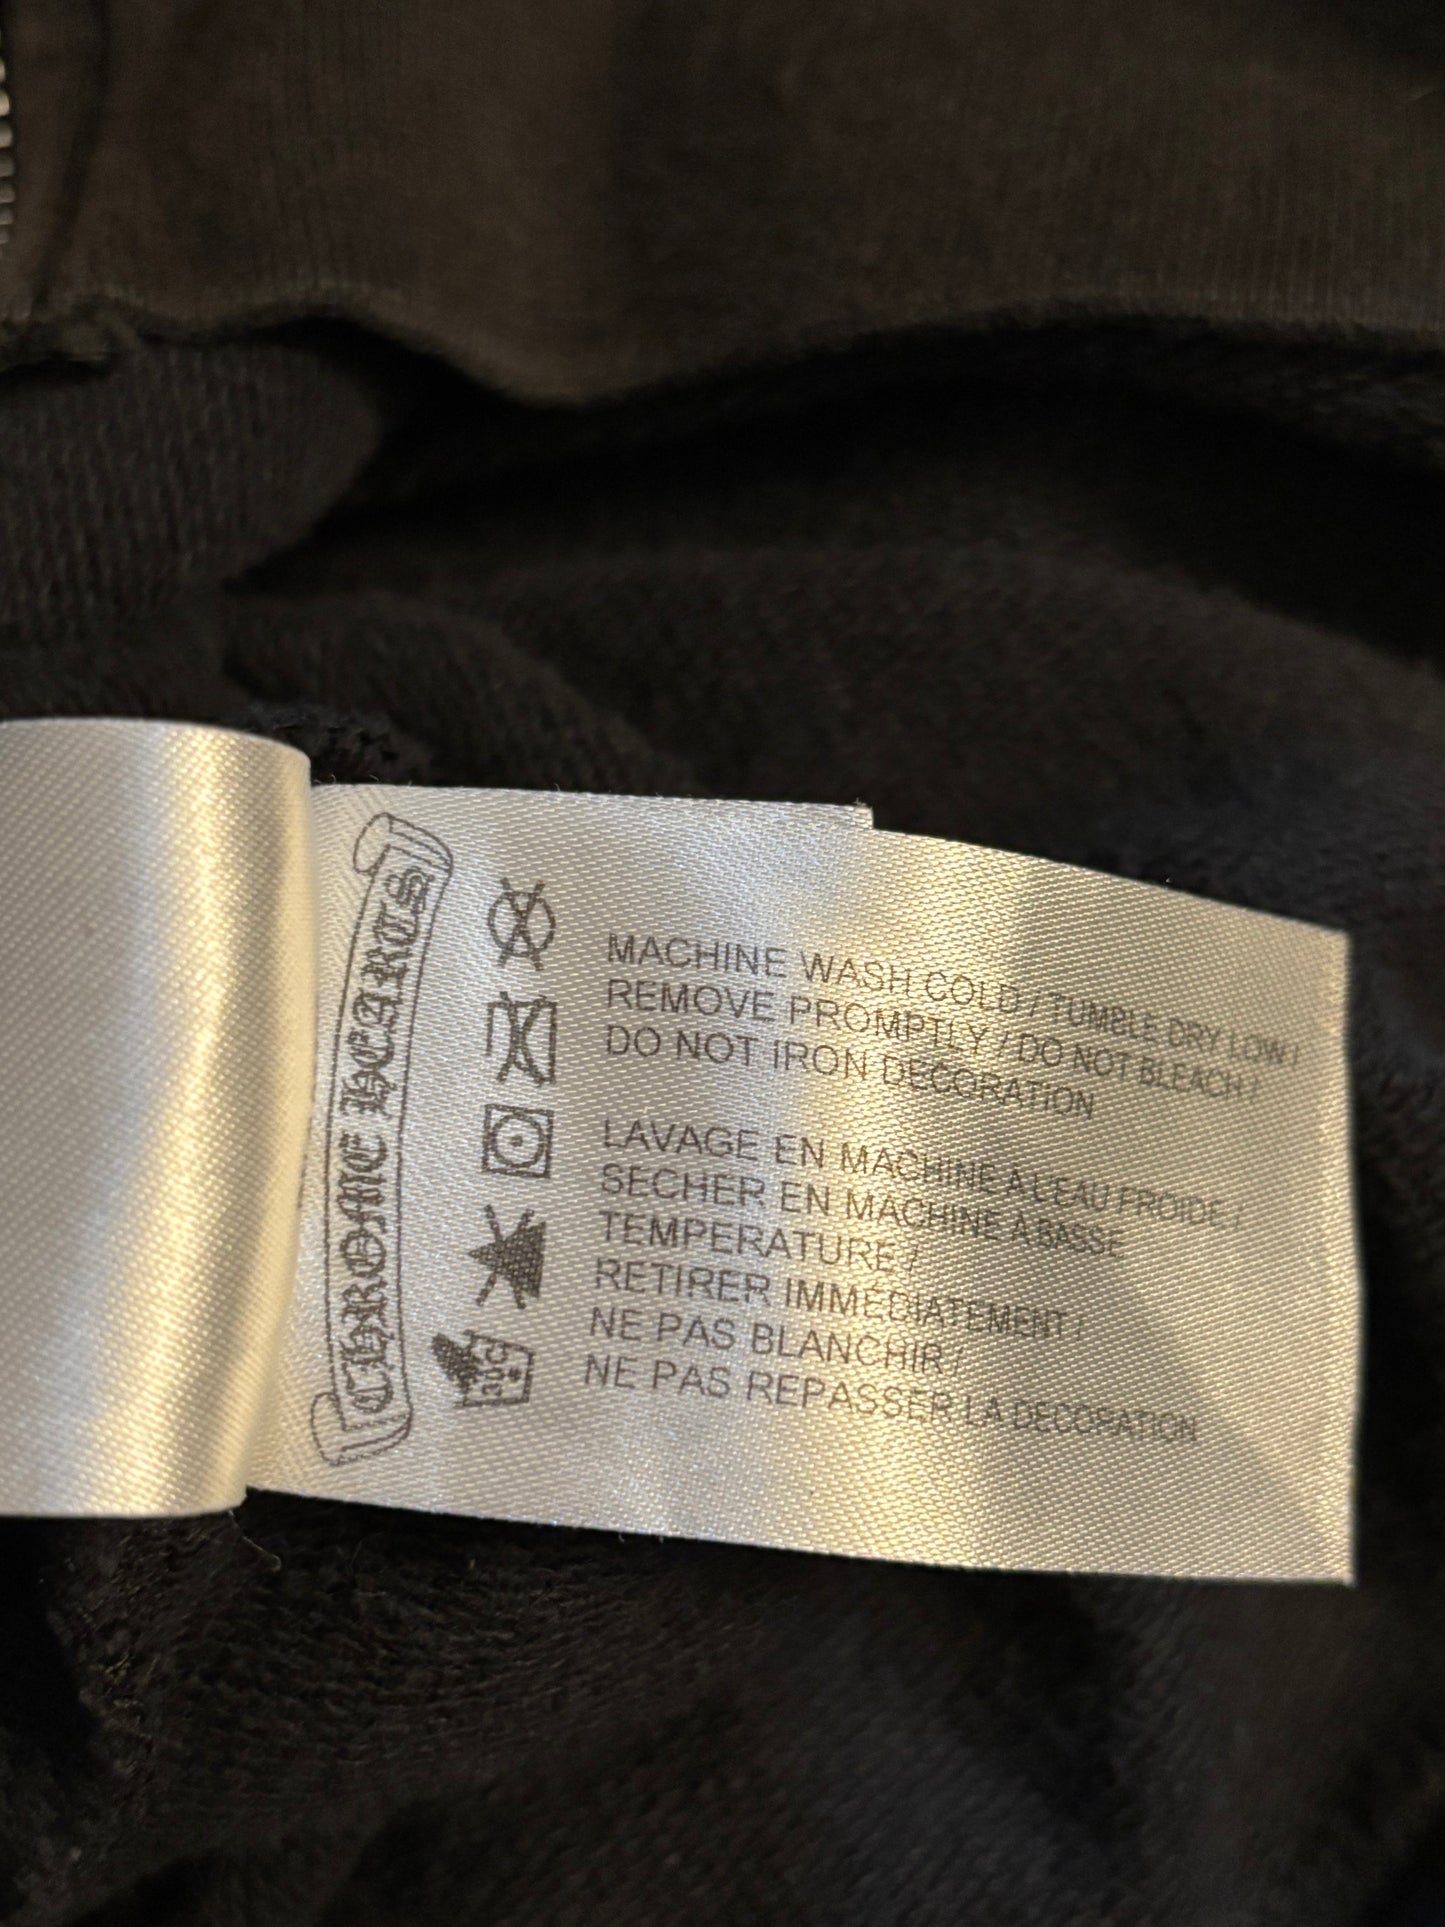 CHROME HEARTS
MACHINE WASH COLD / TUMBLE DRY LOW /
REMOVE PROMPTLY / DO NOT BLEACH /
DO NOT IRON DECORATION
LAVAGE EN MACHINE À L'EAU FROIDE /
SECHER EN MACHINE À BASSE
TEMPERATURE /
RETIRER IMMÉDIATEMENT /
NE PAS BLANCHIR /
NE PAS REPASSER LA DECORATION
30C